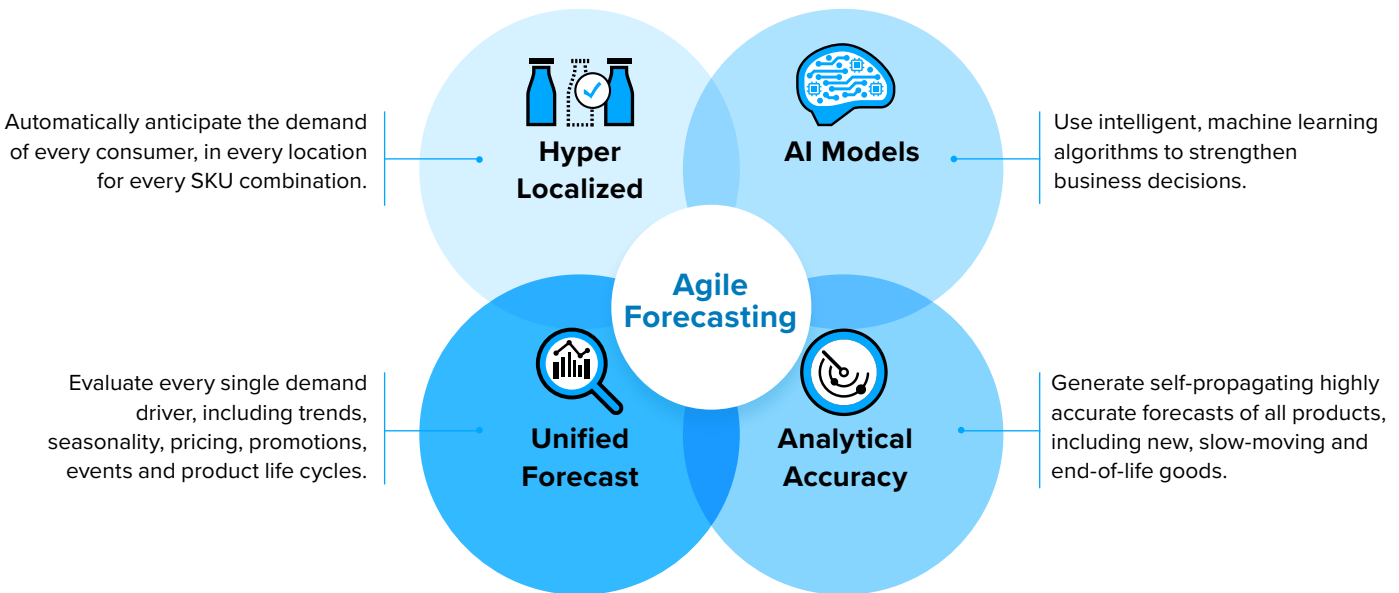 Automatically anticipate the demand
of every consumer, in every location
for every SKU combination.
Hyper
Localized
AI Models
Use intelligent, machine learning
algorithms to strengthen
business decisions.
Agile
Forecasting
Evaluate every single demand
driver, including trends,
seasonality, pricing, promotions,
events and product life cycles.
Unified
Forecast
Analytical
Accuracy
Generate self-propagating highly
accurate forecasts of all products,
including new, slow-moving and
end-of-life goods.